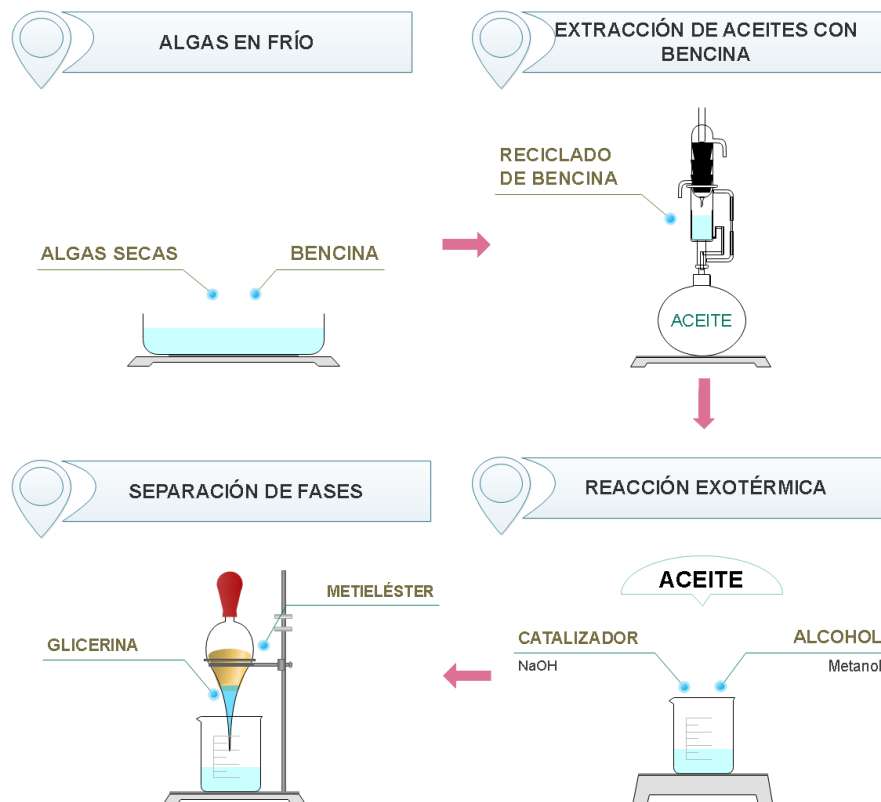 ALGAS EN FRÍO
EXTRACCIÓN DE ACEITES CON
BENCINA
ALGAS SECAS
BENCINA
RECICLADO
DE BENCINA
ACEITE
SEPARACIÓN DE FASES
GLICERINA
METIELÉSTER
REACCIÓN EXOTÉRMICA
ACEITE
CATALIZADOR
NaOH
ALCOHOL
Metanol